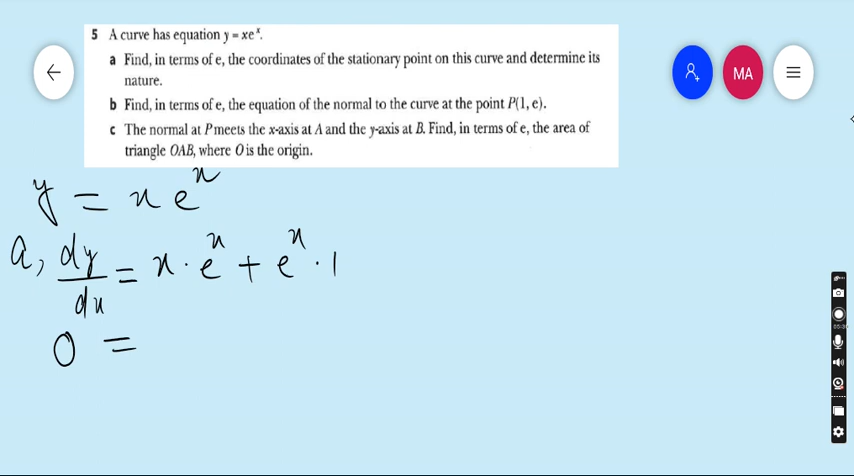 5 A curve has equation y = xeˣ.
a Find, in terms of e, the coordinates of the stationary point on this curve and determine its
nature.
b Find, in terms of e, the equation of the normal to the curve at the point P(1, e).
c The normal at P meets the x-axis at A and the y-axis at B. Find, in terms of e, the area of
triangle OAB, where O is the origin.
MA
y = x eˣ
a, dy/dx = x · eˣ + eˣ · 1
0 =